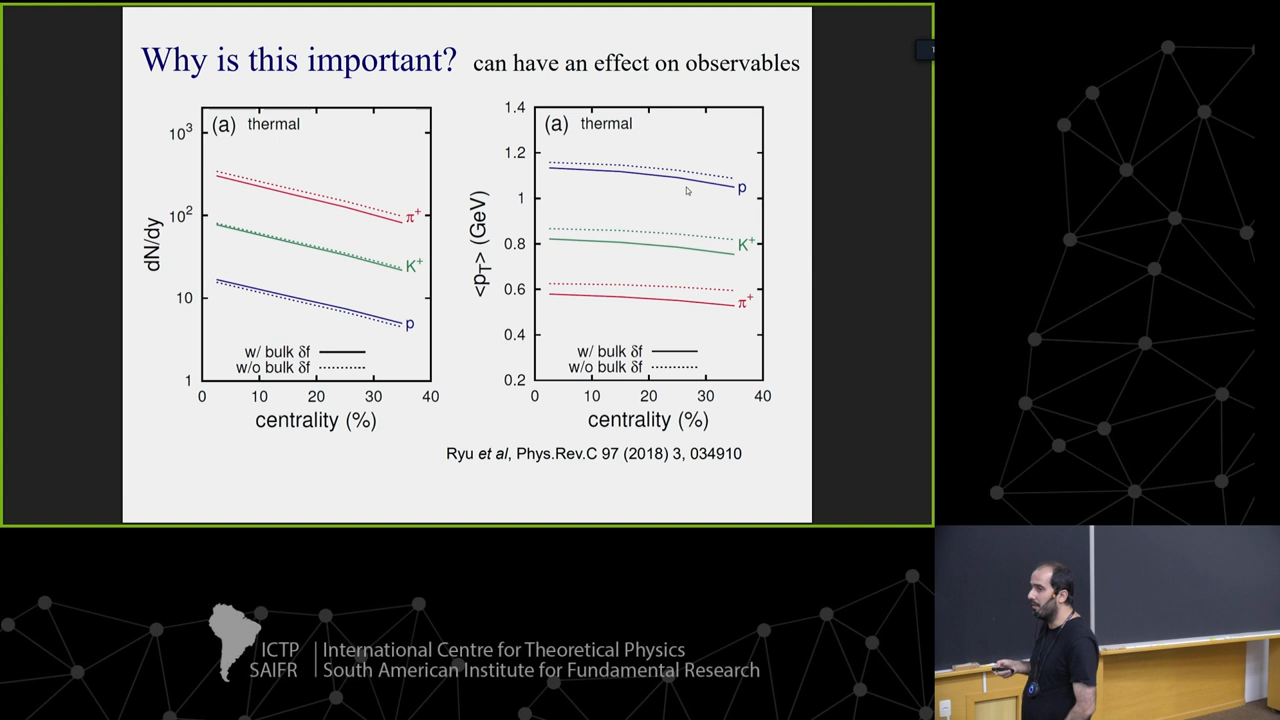 Why is this important? can have an effect on observables
(a) thermal
10³
10²
10
1
dN/dy
π⁺
K⁺
p
w/ bulk δf
w/o bulk δf
0 10 20 30 40
centrality (%)
(a) thermal
1.4
1.2
1
0.8
0.6
0.4
0.2
<pT> (GeV)
p
K⁺
π⁺
w/ bulk δf
w/o bulk δf
0 10 20 30 40
centrality (%)
Ryu et al, Phys.Rev.C 97 (2018) 3, 034910
ICTP International Centre for Theoretical Physics
SAIFR South American Institute for Fundamental Research